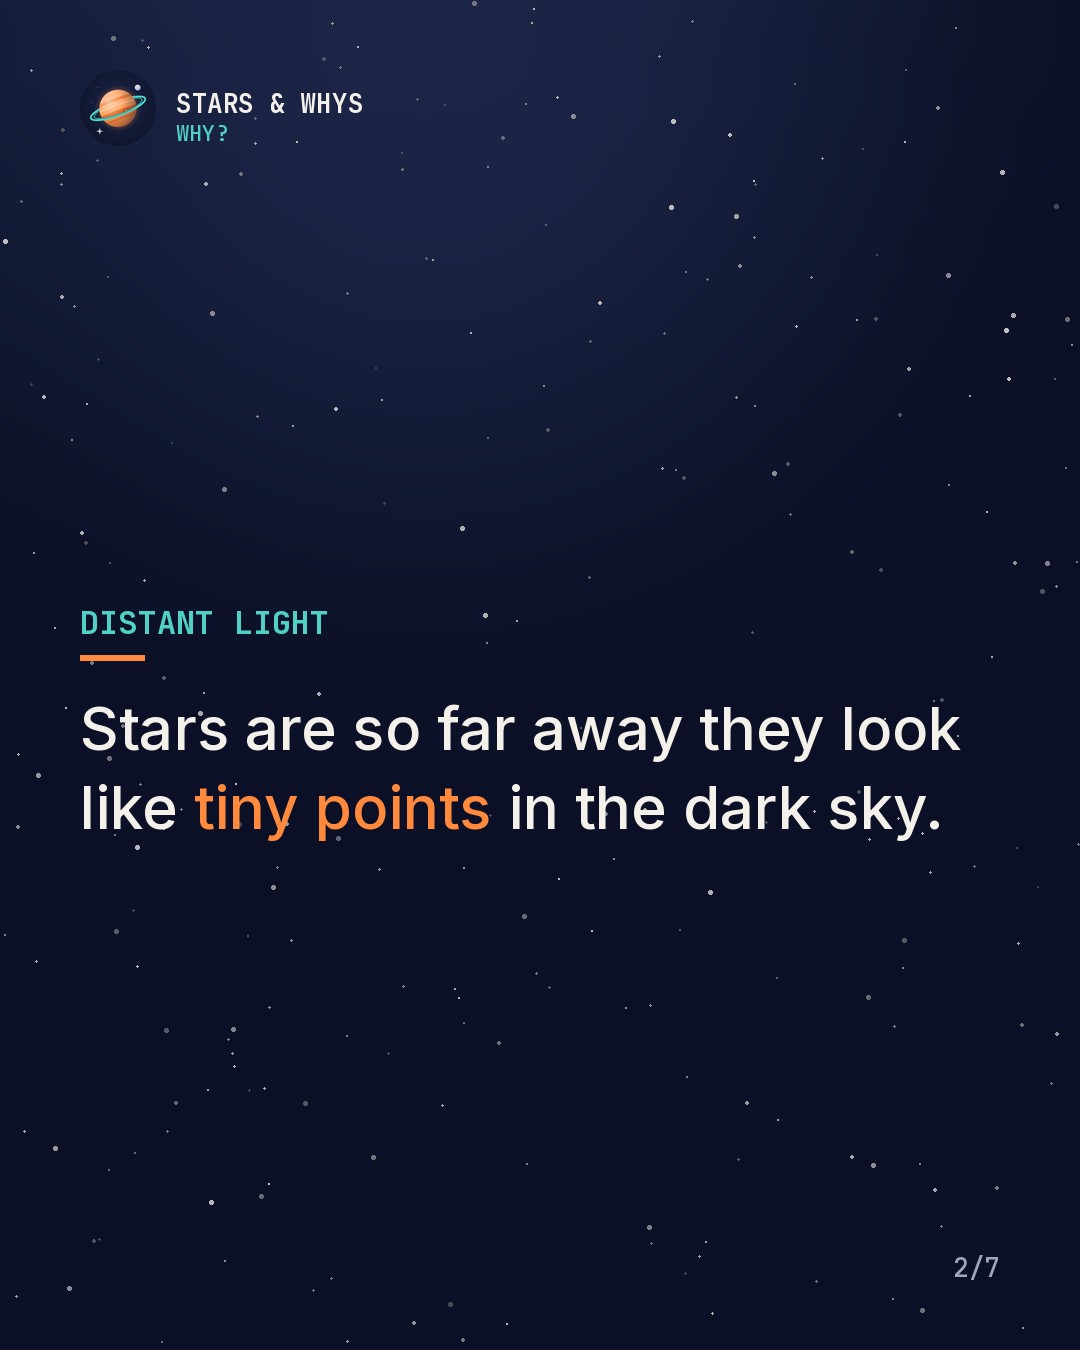 STARS & WHYS
WHY?
DISTANT LIGHT
Stars are so far away they look
like tiny points in the dark sky.
2/7